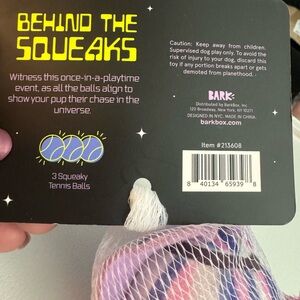 BEHIND THE
SQUEAKS
Witness this once-in-a-playtime
event, as all the balls align to
show your pup their chase in the
universe.
3 Squeaky
Tennis Balls
Caution: Keep away from children.
Supervised dog play only. To avoid the
risk of injury to your dog, discard this
toy if any portion breaks apart or gets
demoted from planethood.
BARK
Distributed by BarkBox, Inc
120 Broadway, New York, NY 10271
DESIGNED IN NYC. MADE IN CHINA.
barkbox.com
Item #213608
8 40134 65939 8